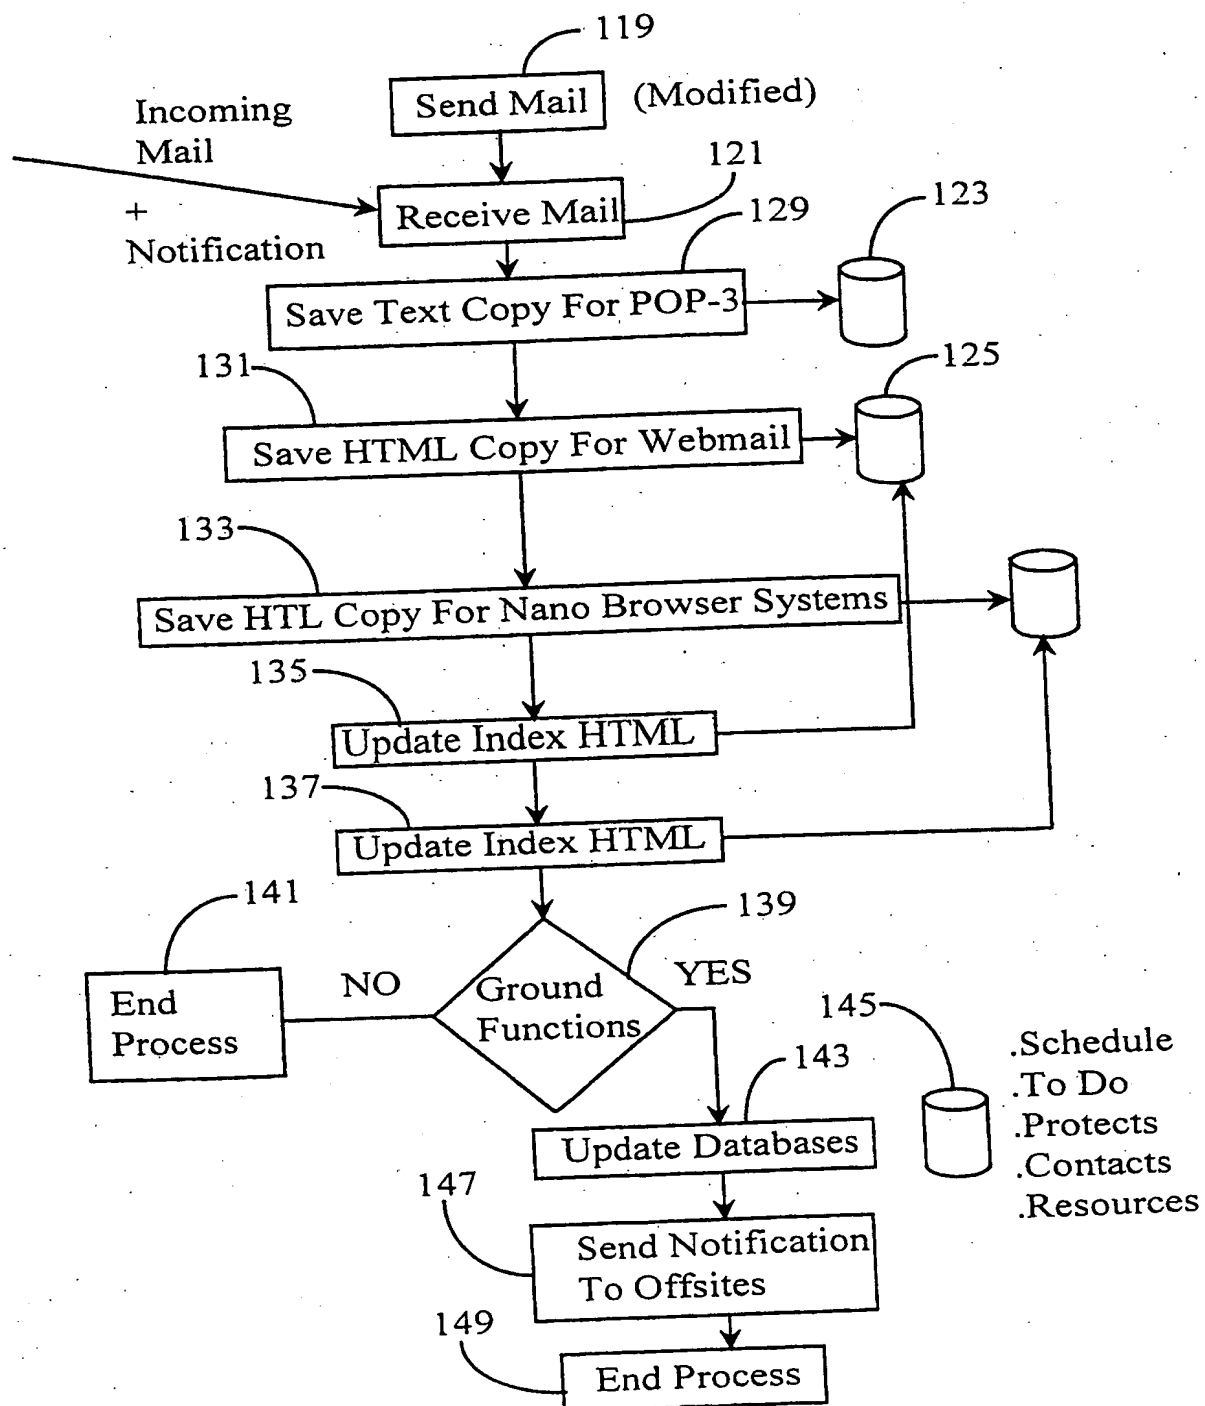 119
Send Mail
(Modified)
Incoming
Mail
121
Receive Mail
+
Notification
129
123
Save Text Copy For POP-3
131
125
Save HTML Copy For Webmail
133
Save HTL Copy For Nano Browser Systems
135
Update Index HTML
137
Update Index HTML
141
139
NO
YES
End
Process
Ground
Functions
145
143
.Schedule
.To Do
.Protects
.Contacts
.Resources
Update Databases
147
Send Notification
To Offsites
149
End Process